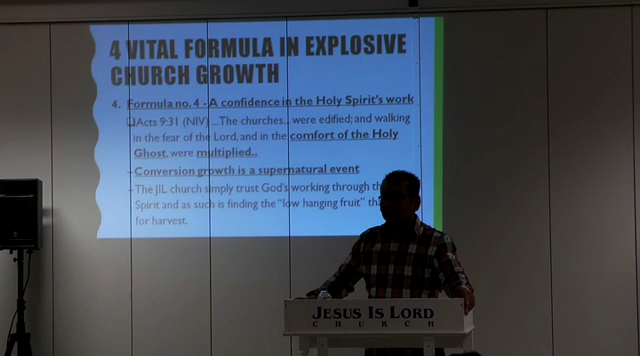 4 VITAL FORMULA IN EXPLOSIVE
CHURCH GROWTH
4. Formula no. 4 - A confidence in the Holy Spirit's work
Acts 9:31 (NIV) ...The churches... were edified; and walking
in the fear of the Lord, and in the comfort of the Holy
Ghost, were multiplied..
–Conversion growth is a supernatural event
–The JIL church simply trust God's working through
Spirit and as such is finding the "low hanging fruit"
for harvest.
JESUS IS LORD
CHURCH